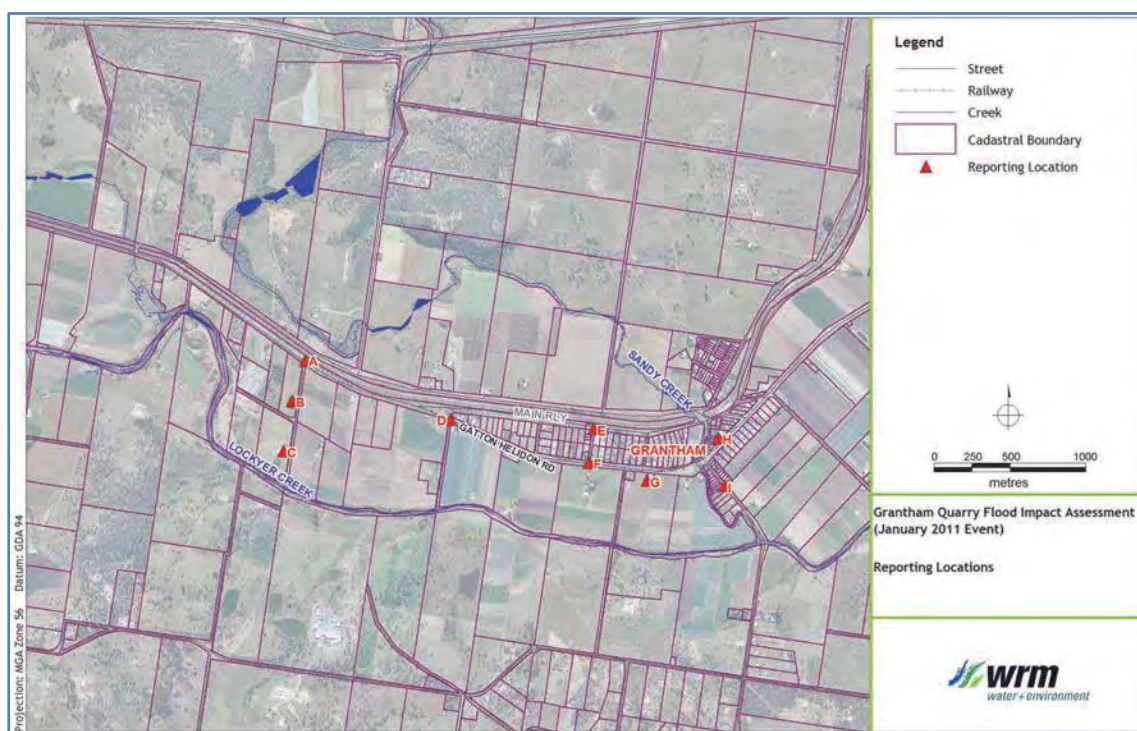 Legend
Street
Railway
Creek
Cadastral Boundary
Reporting Location
A
B
C
D
E
F
G
H
I
SANDY CREEK
MAIN RLY
GATTON HELIDON RD
GRANTHAM
LOCKYER CREEK
0 250 500 1000
metres
Grantham Quarry Flood Impact Assessment
(January 2011 Event)
Reporting Locations
wrm
water+environment
Projection: MGA Zone 56 Datum: GDA 94